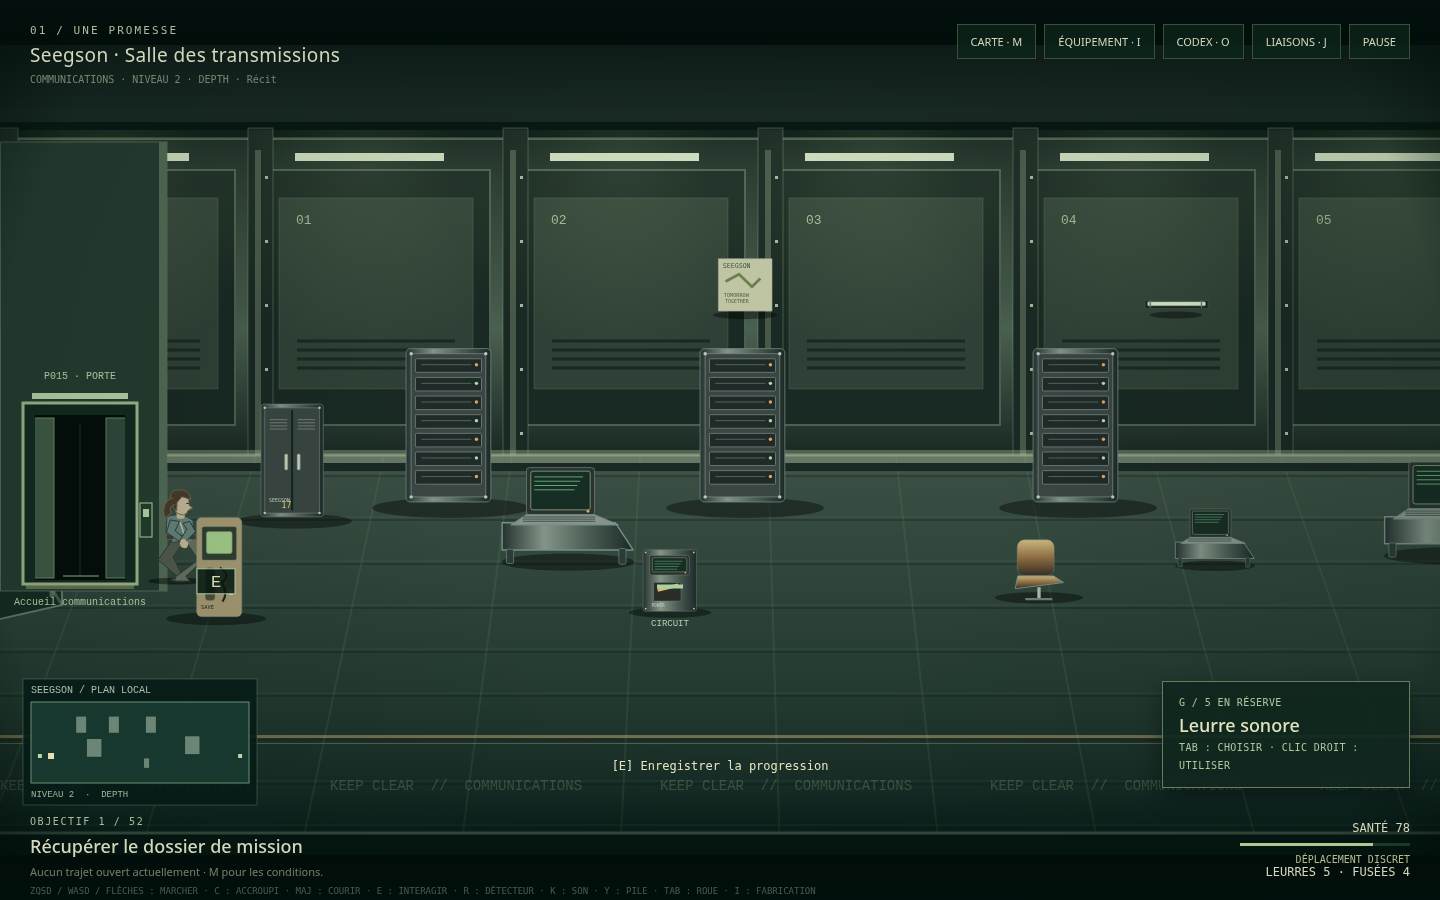 01 / UNE PROMESSE
Seegson · Salle des transmissions
COMMUNICATIONS · NIVEAU 2 · DEPTH · Récit
CARTE · M
ÉQUIPEMENT · I
CODEX · O
LIAISONS · J
PAUSE
01
02
03
04
05
SEEGSON
TOMORROW
TOGETHER
P015 · PORTE
SEEGSON
17
E
SAVE
Accueil communications
CIRCUIT
SEEGSON / PLAN LOCAL
NIVEAU 2 · DEPTH
G / 5 EN RÉSERVE
Leurre sonore
TAB : CHOISIR · CLIC DROIT :
UTILISER
[E] Enregistrer la progression
KEEP CLEAR // COMMUNICATIONS
KEEP CLEAR // COMMUNICATIONS
KEEP CLEAR // COMM
OBJECTIF 1 / 52
Récupérer le dossier de mission
Aucun trajet ouvert actuellement · M pour les conditions.
ZQSD / WASD / FLÈCHES : MARCHER · C : ACCROUPI · MAJ : COURIR · E : INTERAGIR · R : DÉTECTEUR · K : SON · Y : PILE · TAB : ROUE · I : FABRICATION
SANTÉ 78
DÉPLACEMENT DISCRET
LEURRES 5 · FUSÉES 4